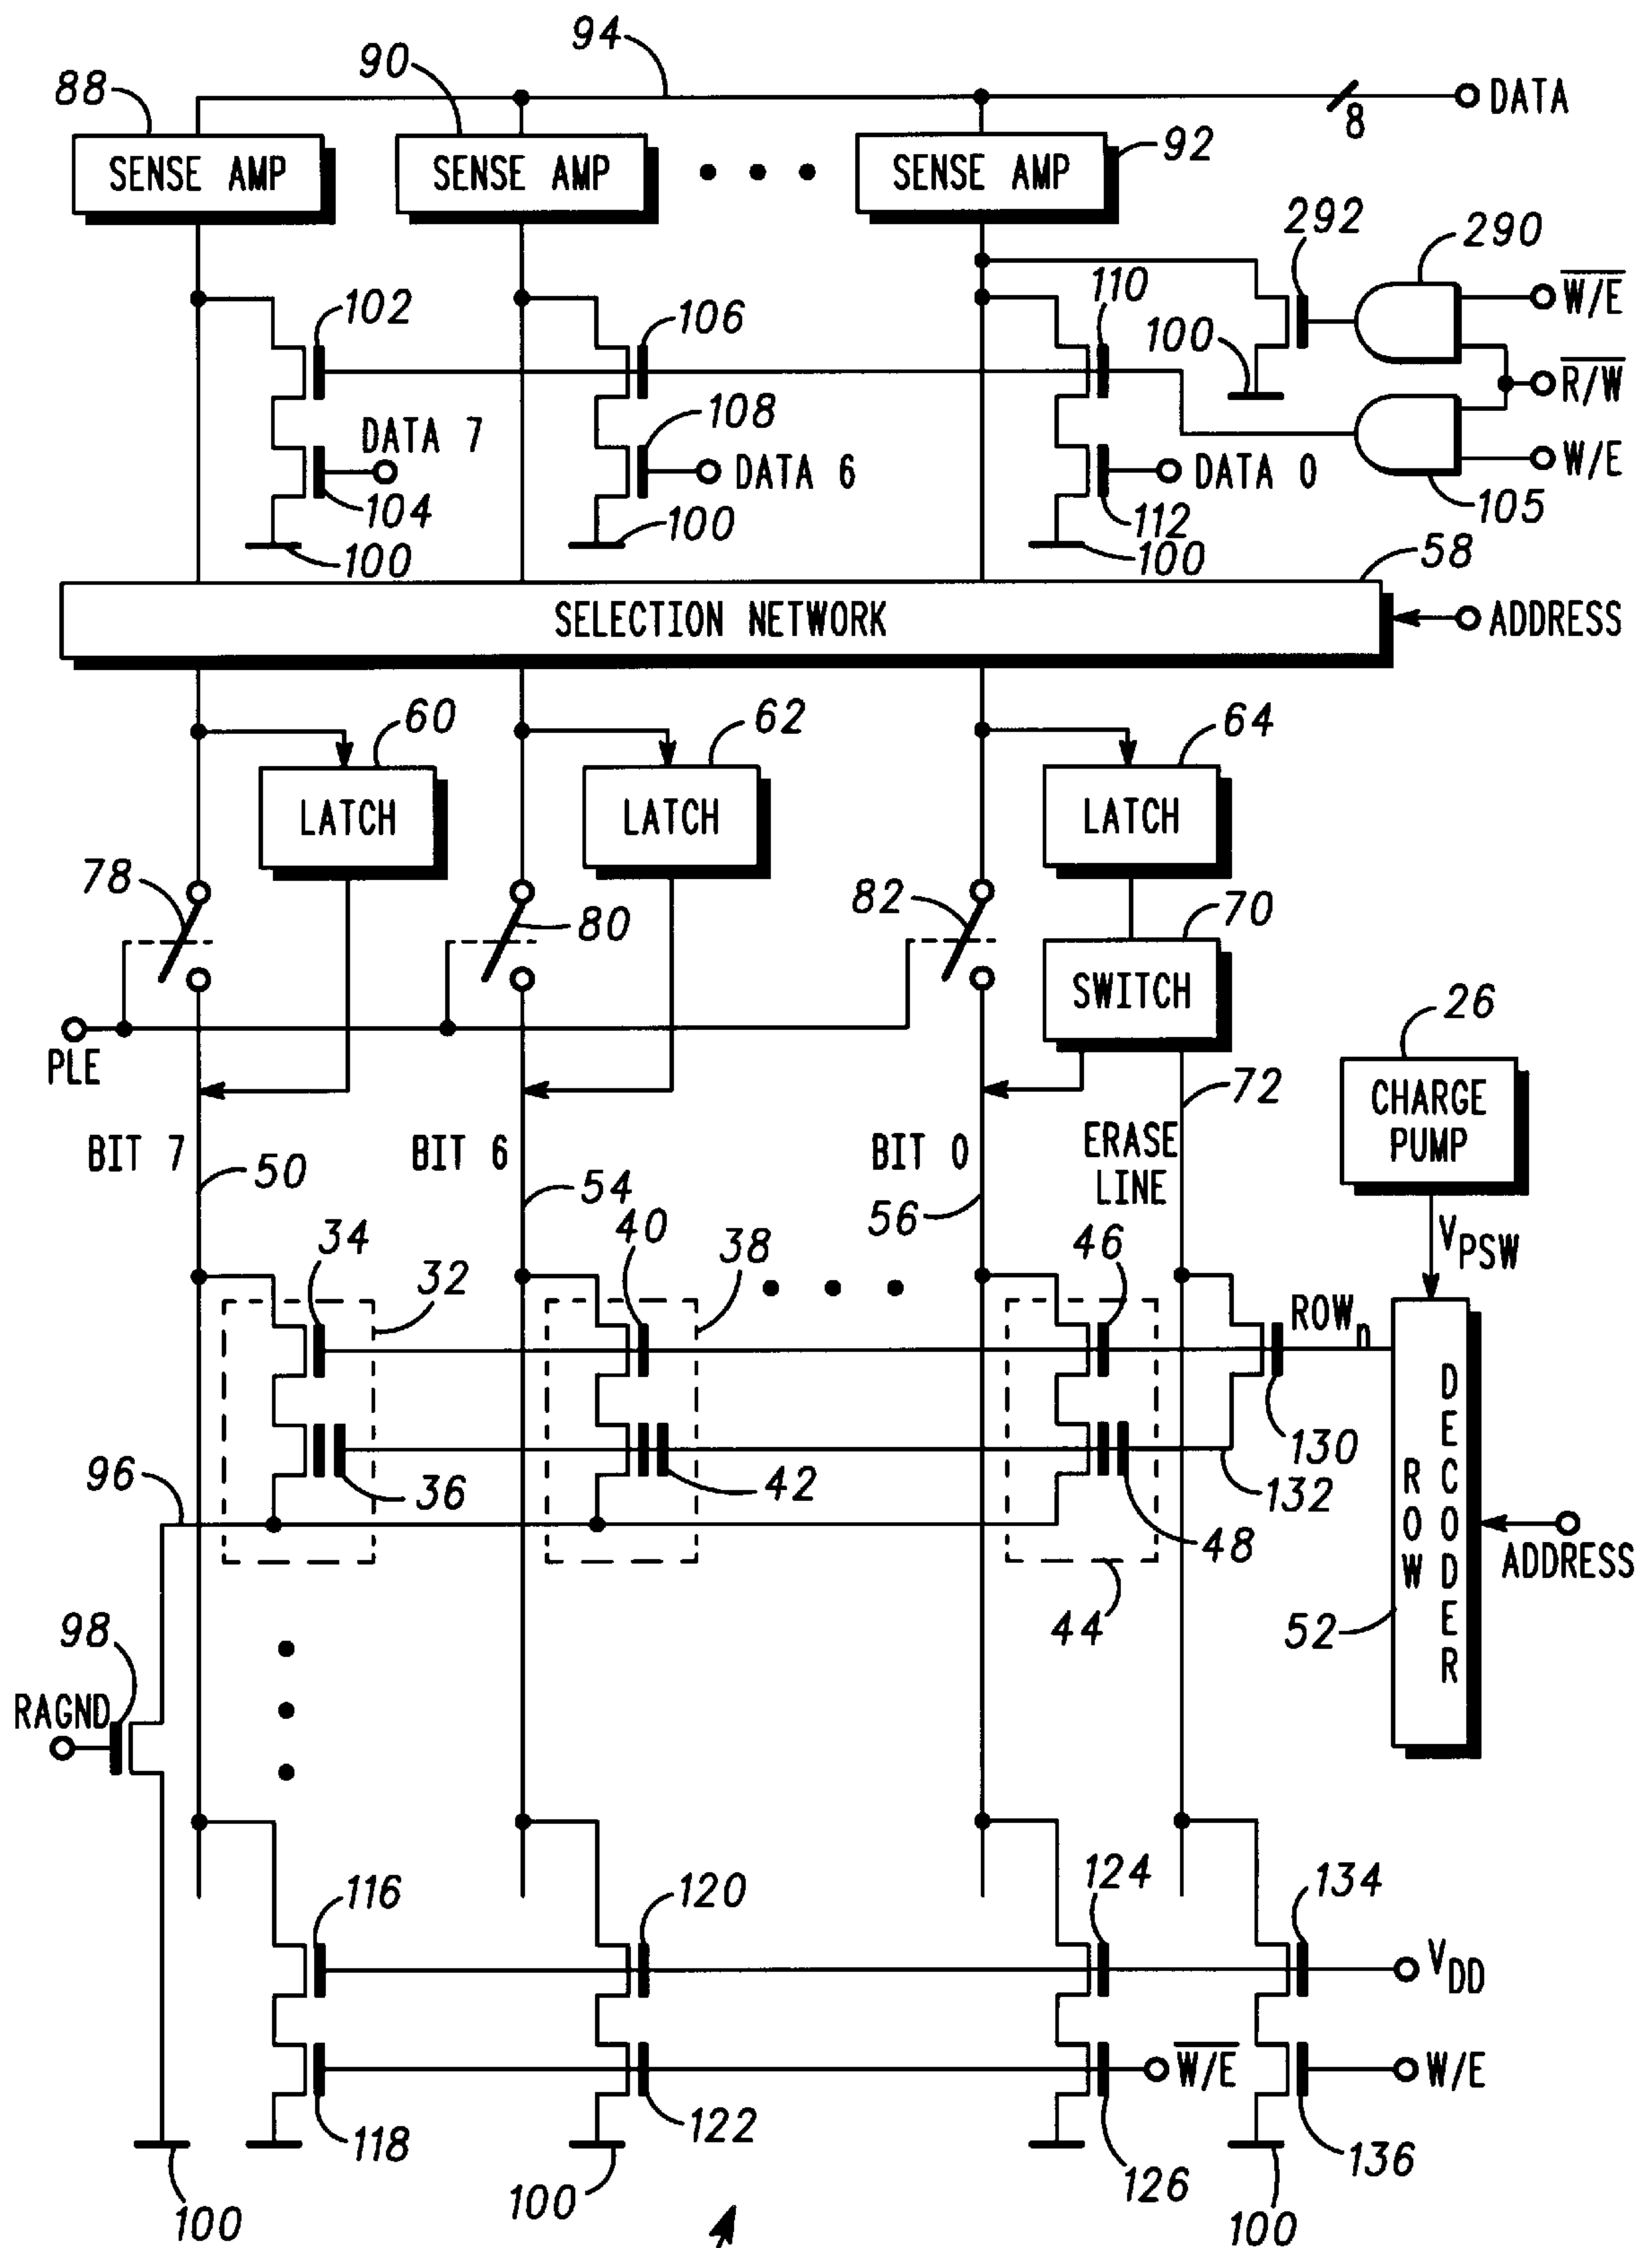 94
88
90
DATA
8
92
SENSE AMP
SENSE AMP
SENSE AMP
292
290
W/E
102
106
110
100
R/W
108
DATA 7
DATA 6
DATA 0
W/E
104
100
112
105
100
100
58
SELECTION NETWORK
ADDRESS
60
62
64
LATCH
LATCH
LATCH
78
80
82
70
SWITCH
26
PLE
72
CHARGE
PUMP
BIT 7
BIT 6
BIT 0
ERASE
LINE
50
54
56
VPSW
34
32
40
38
46
ROWn
130
96
36
42
132
48
ROW
DECODER
ADDRESS
44
52
98
RAGND
116
120
124
134
VDD
W/E
W/E
118
122
126
136
100
100
100